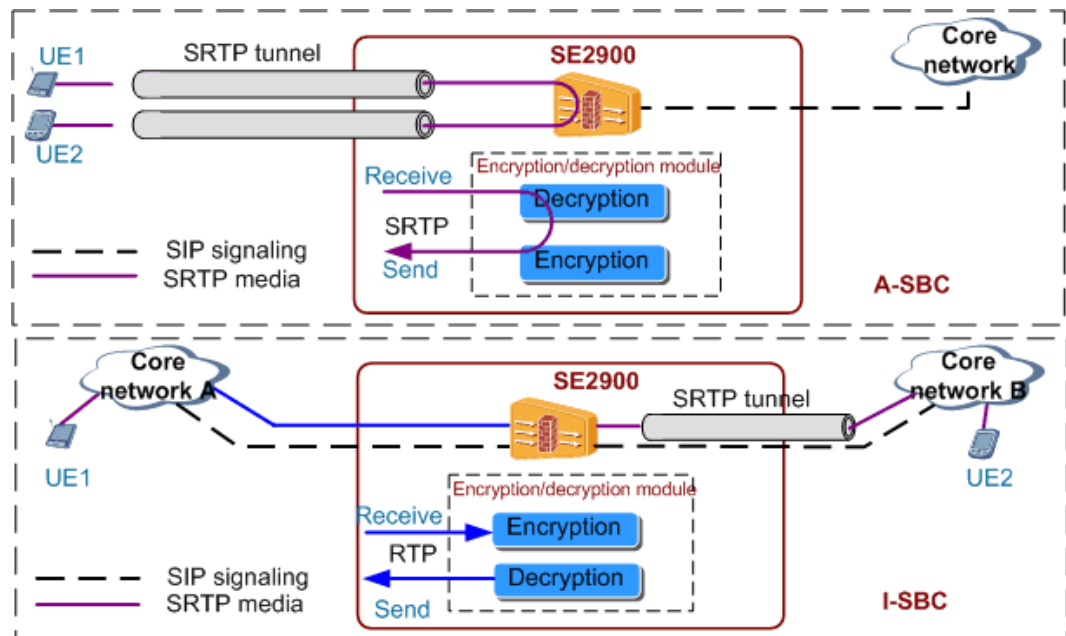 UE1
SRTP tunnel
SE2900
Core
network
UE2
Encryption/decryption module
Receive
Decryption
SRTP
Encryption
Send
SIP signaling
SRTP media
A-SBC
Core
network A
SE2900
Core
network B
SRTP tunnel
UE1
UE2
Encryption/decryption module
Receive
Encryption
RTP
Decryption
Send
SIP signaling
SRTP media
I-SBC